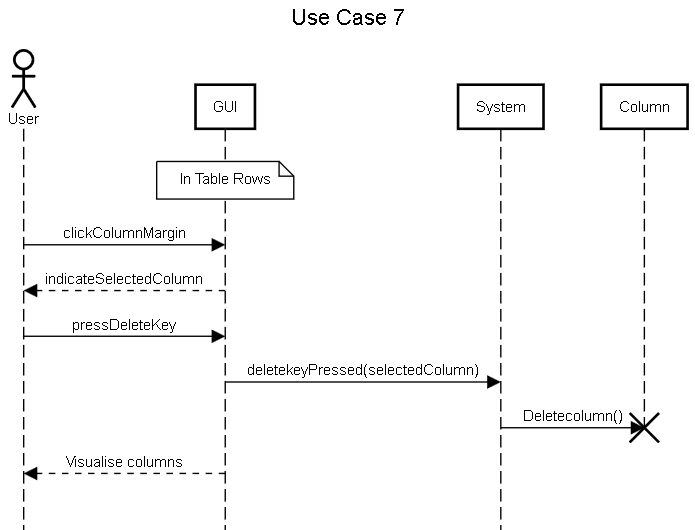 Use Case 7
User
GUI
System
Column
In Table Rows
clickColumnMargin
indicateSelectedColumn
pressDeleteKey
deletekeyPressed(selectedColumn)
Deletecolumn()
Visualise columns